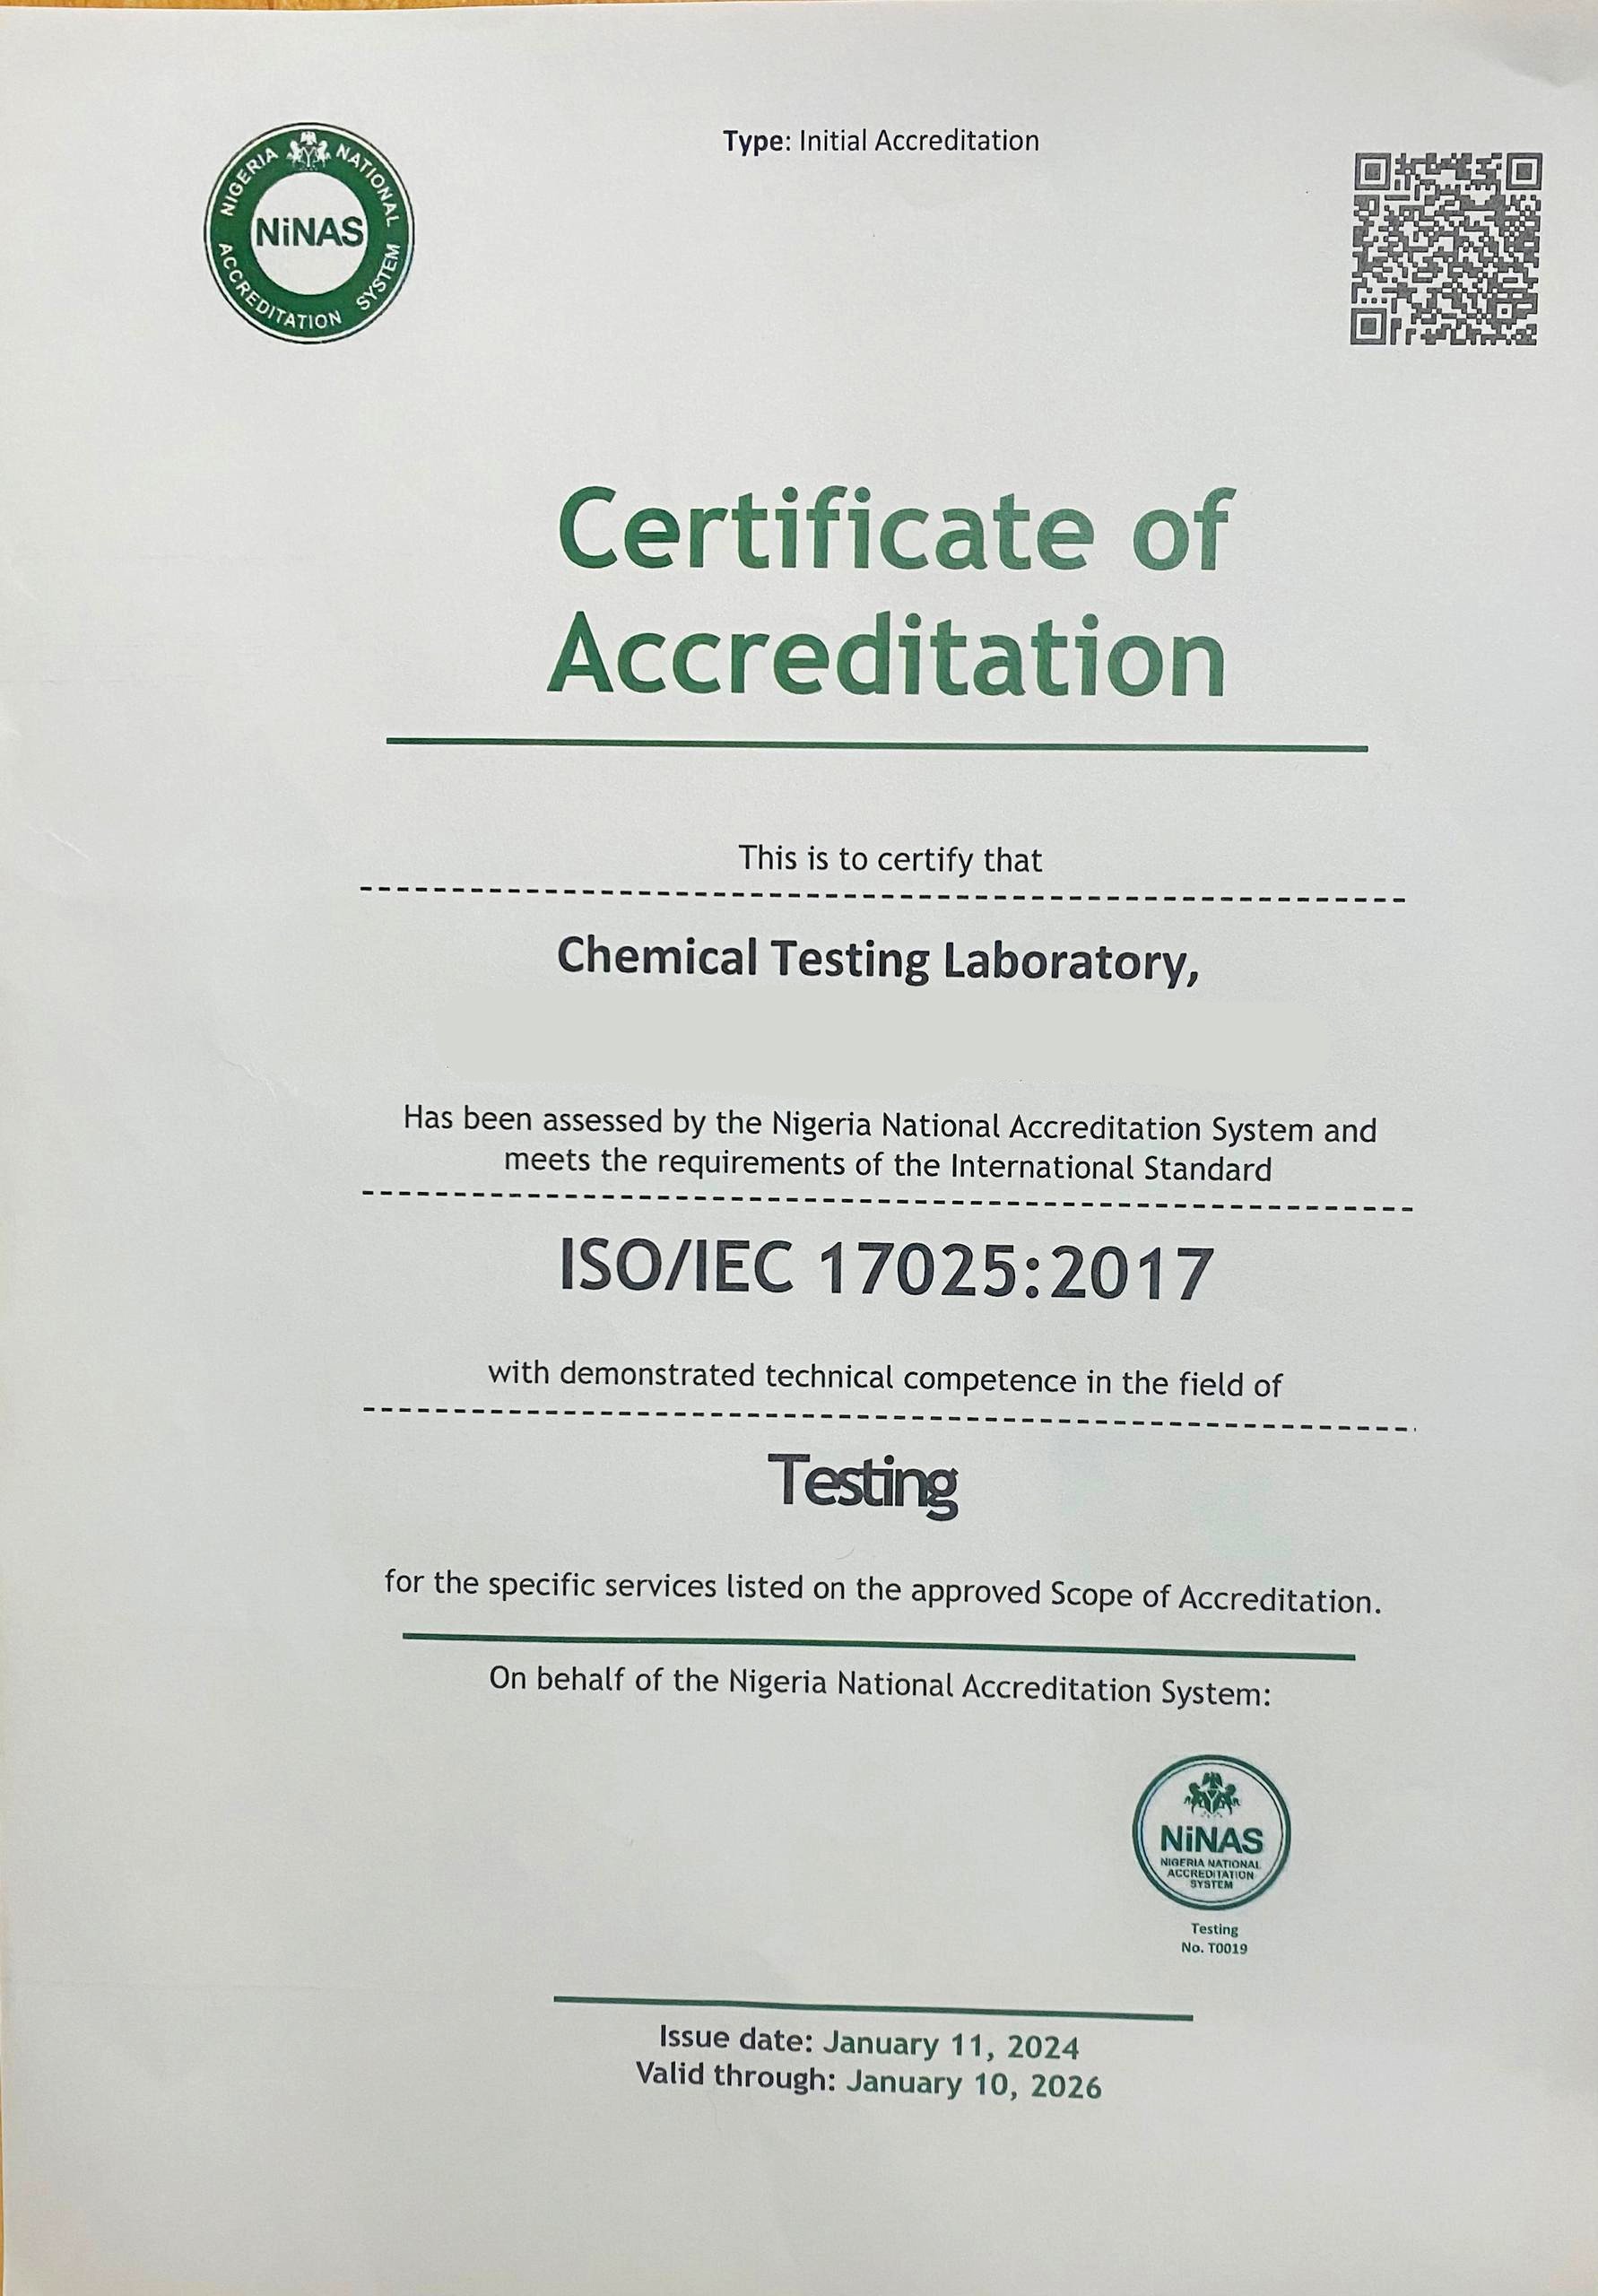 NIGERIA NATIONAL
NiNAS
ACCREDITATION SYSTEM
Type: Initial Accreditation
Certificate of
Accreditation
This is to certify that
Chemical Testing Laboratory,
Has been assessed by the Nigeria National Accreditation System and
meets the requirements of the International Standard
ISO/IEC 17025:2017
with demonstrated technical competence in the field of
Testing
for the specific services listed on the approved Scope of Accreditation.
On behalf of the Nigeria National Accreditation System:
NiNAS
NIGERIA NATIONAL
ACCREDITATION
SYSTEM
Testing
No. T0019
Issue date: January 11, 2024
Valid through: January 10, 2026